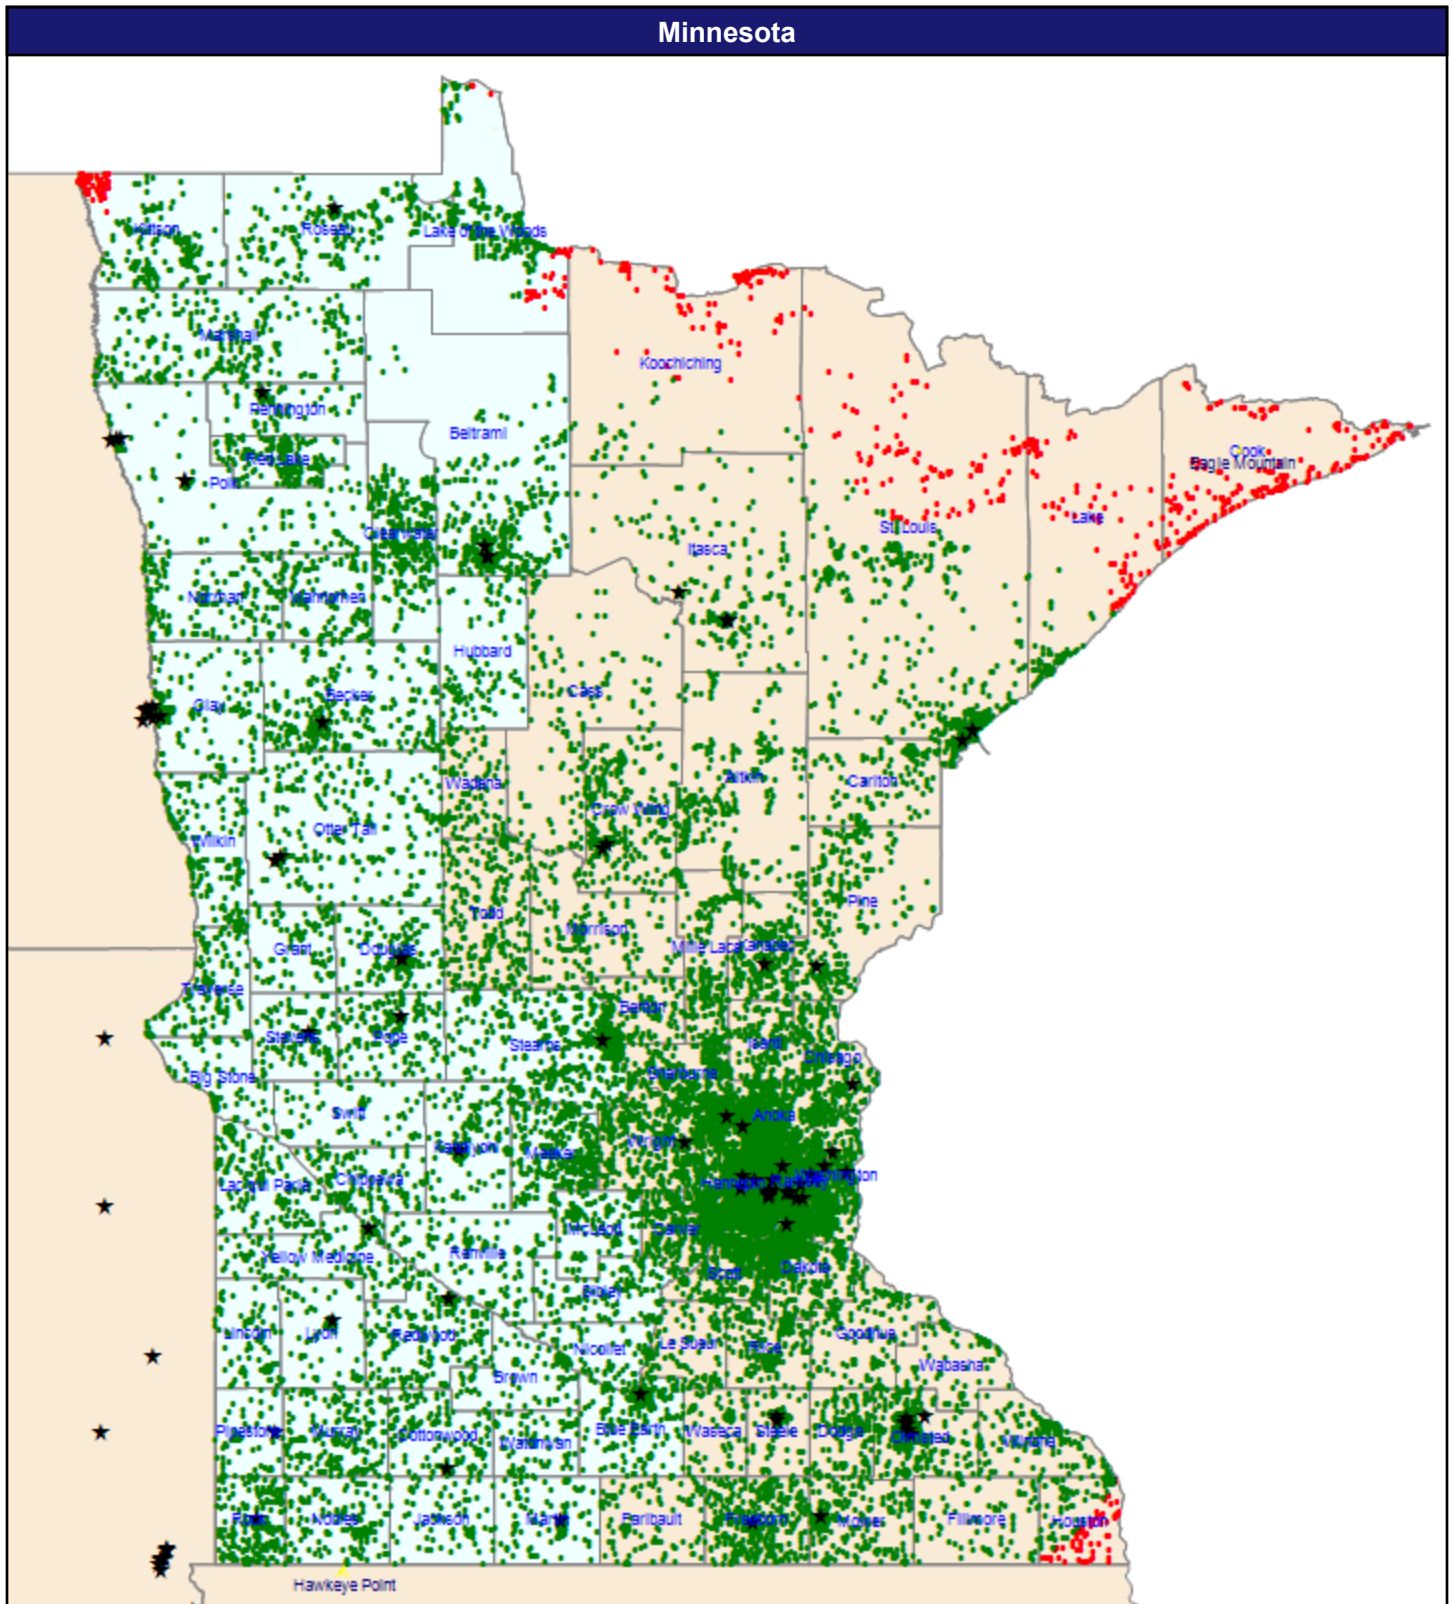 Minnesota
Kittson
Roseau
Lake of the Woods
Marshall
Koochiching
Pennington
Beltrami
Red Lake
Polk
Cook
Eagle Mountain
Lake
St. Louis
Clearwater
Itasca
Norman
Mahnomen
Hubbard
Cass
Clay
Becker
Aitkin
Carlton
Wadena
Crow Wing
Otter Tail
Wilkin
Pine
Todd
Morrison
Grant
Douglas
Mille Lacs
Kanabec
Traverse
Benton
Stevens
Pope
Stearns
Isanti
Chisago
Big Stone
Sherburne
Swift
Anoka
Kandiyohi
Meeker
Wright
Lac qui Parle
Chippewa
Hennepin
Ramsey
Washington
McLeod
Carver
Yellow Medicine
Renville
Scott
Dakota
Sibley
Lincoln
Lyon
Redwood
Nicollet
Le Sueur
Rice
Goodhue
Wabasha
Brown
Pipestone
Murray
Cottonwood
Watonwan
Blue Earth
Waseca
Steele
Dodge
Olmsted
Winona
Rock
Nobles
Jackson
Martin
Faribault
Freeborn
Mower
Fillmore
Houston
Hawkeye Point